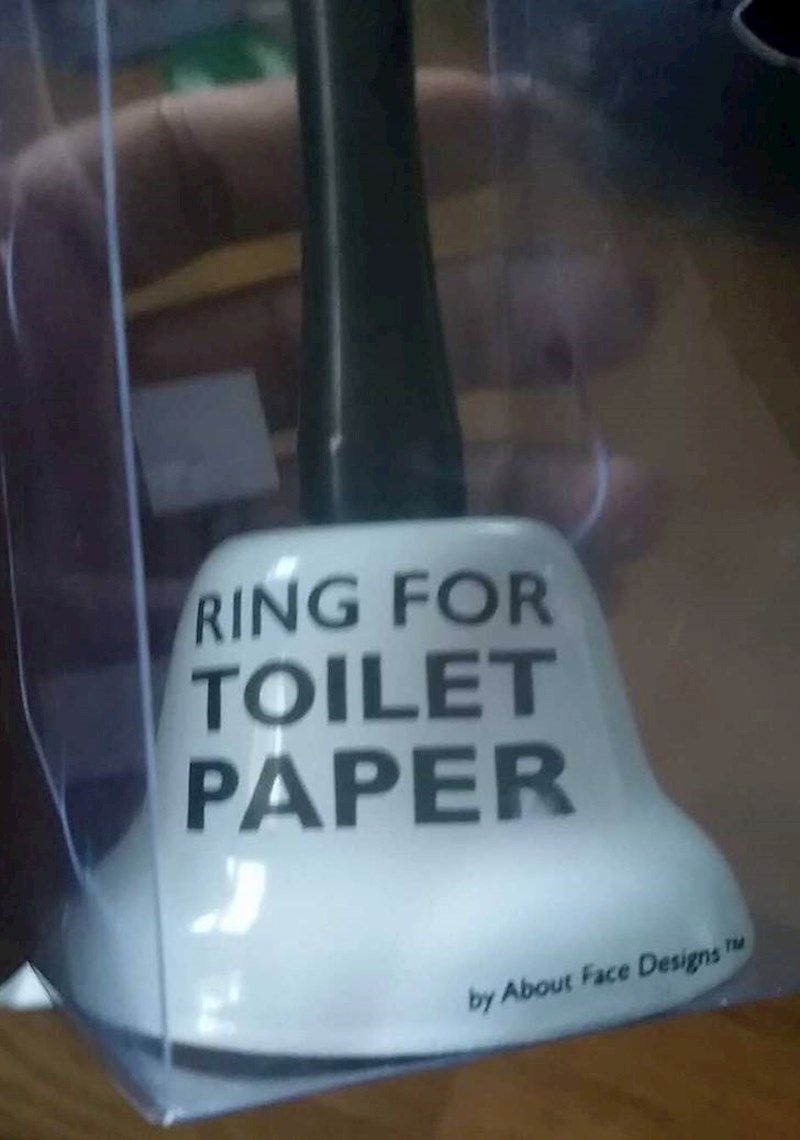 RING FOR
TOILET
PAPER
by About Face Designs™